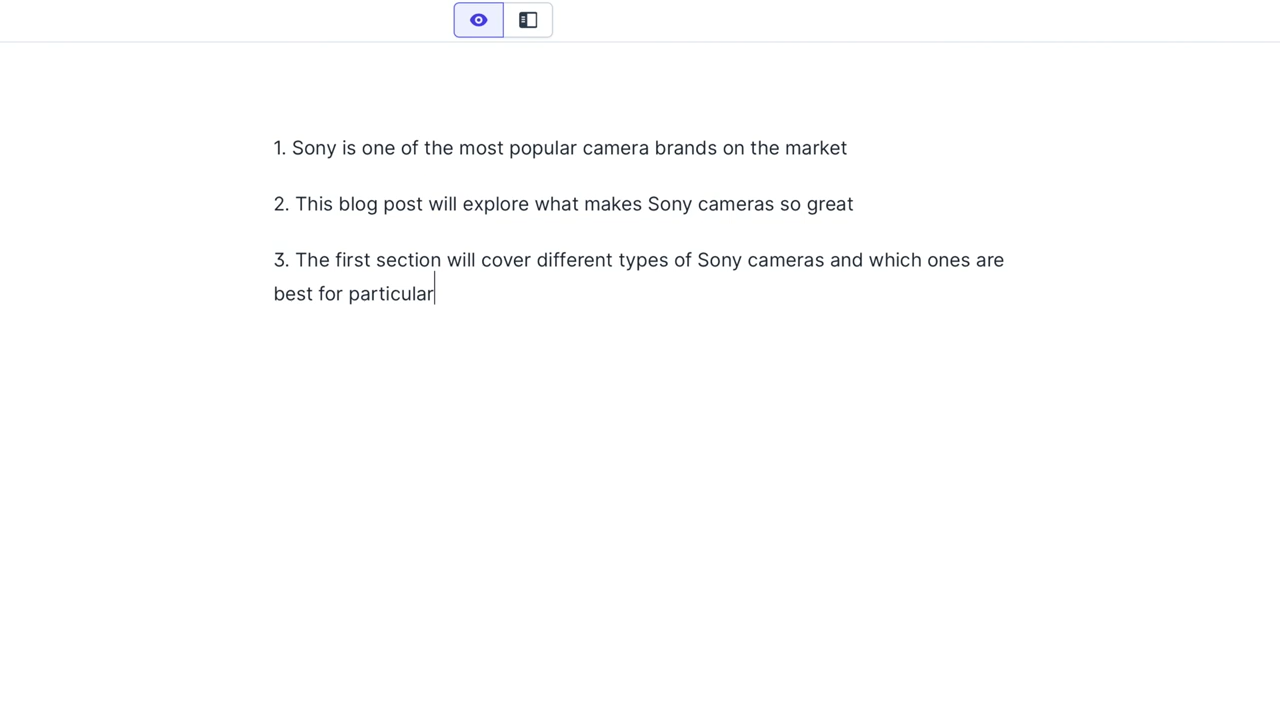 1. Sony is one of the most popular camera brands on the market
2. This blog post will explore what makes Sony cameras so great
3. The first section will cover different types of Sony cameras and which ones are
best for particular